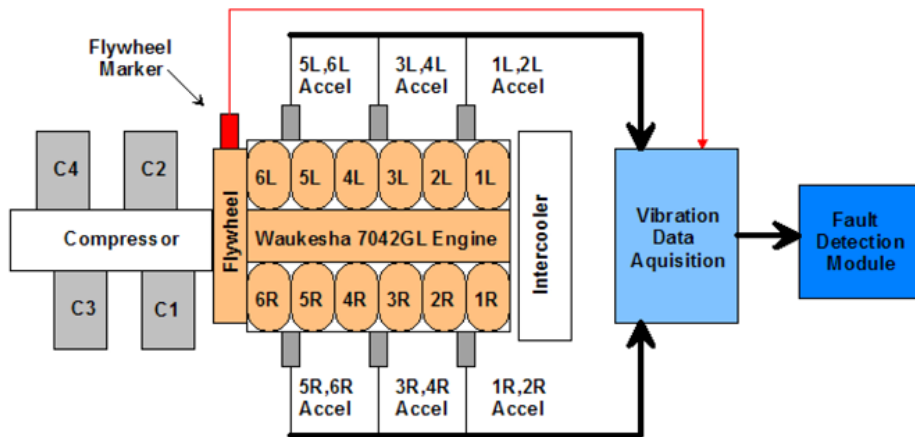 Flywheel
Marker
5L,6L
Accel
3L,4L
Accel
1L,2L
Accel
C4
C2
6L
5L
4L
3L
2L
1L
Compressor
Flywheel
Waukesha 7042GL Engine
Intercooler
Vibration
Data
Aquisition
Fault
Detection
Module
C3
C1
6R
5R
4R
3R
2R
1R
5R,6R
Accel
3R,4R
Accel
1R,2R
Accel